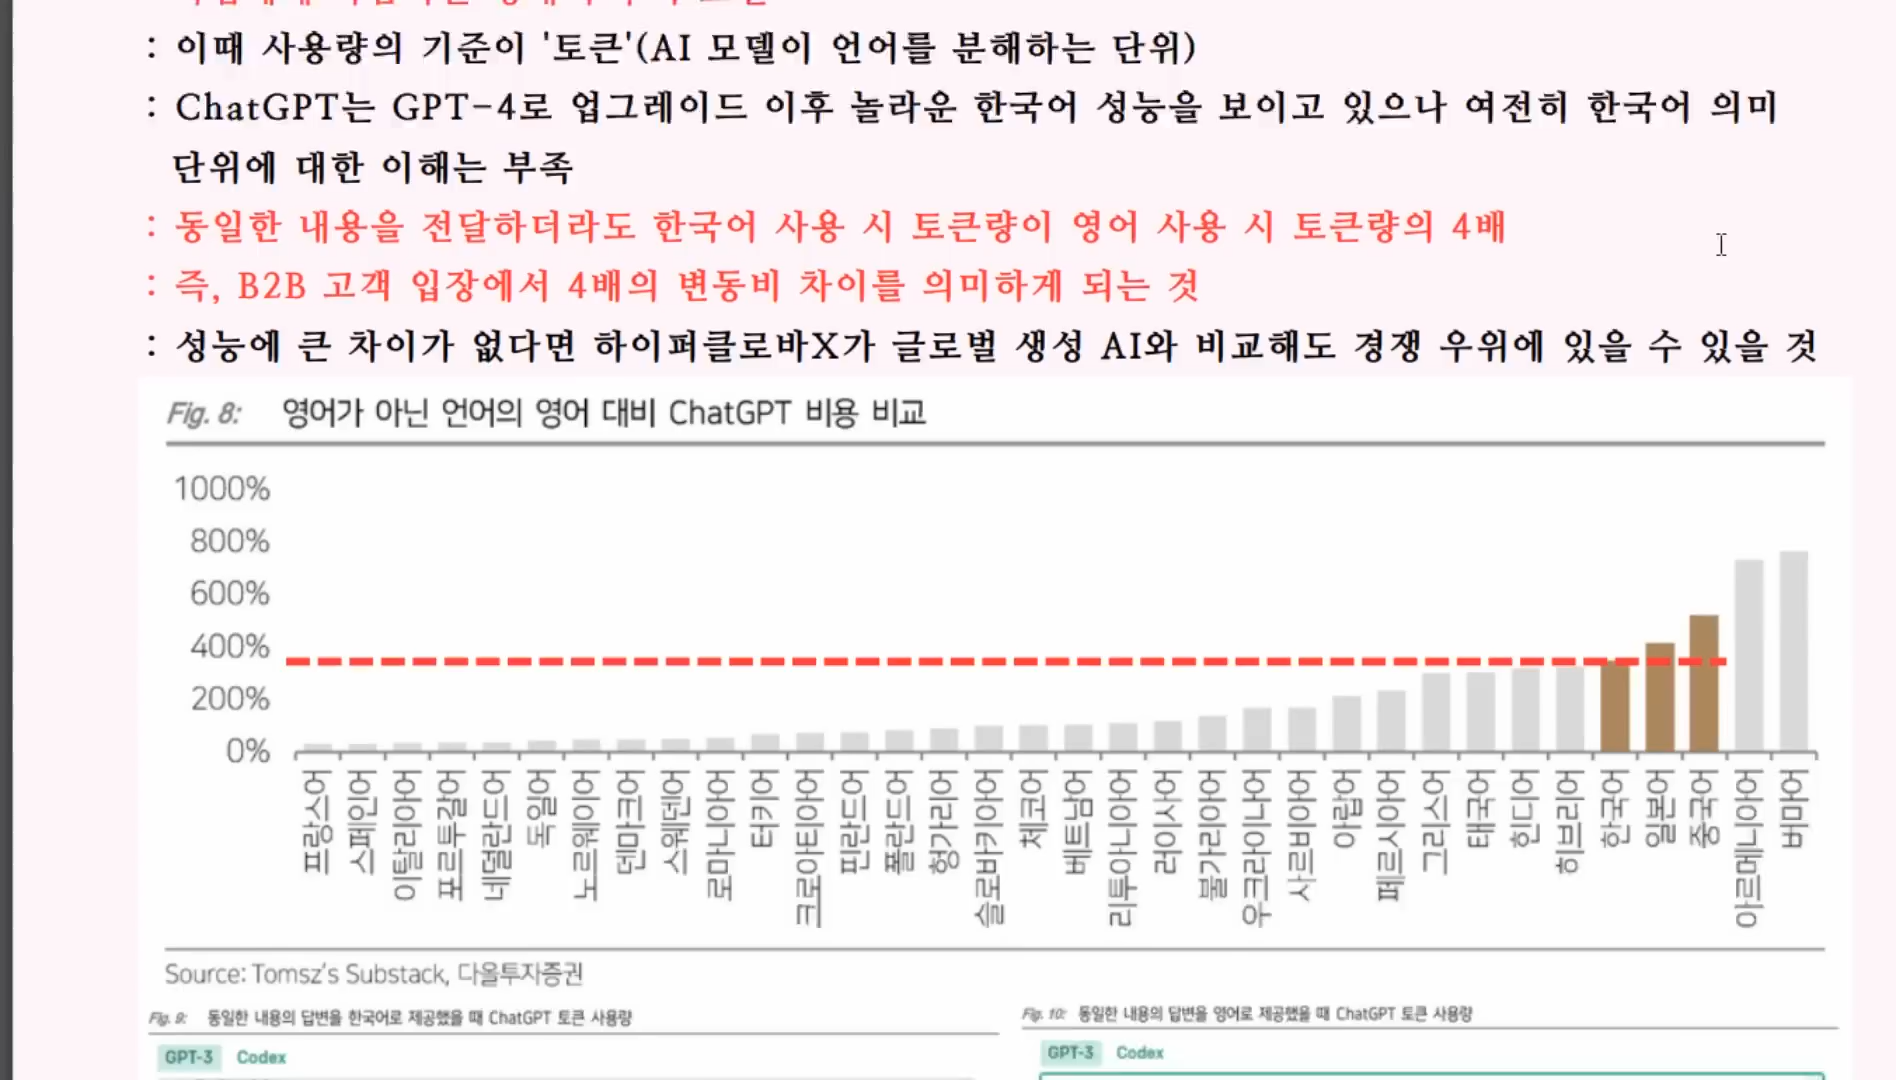 : 이때 사용량의 기준이 '토큰'(AI 모델이 언어를 분해하는 단위)
: ChatGPT는 GPT-4로 업그레이드 이후 놀라운 한국어 성능을 보이고 있으나 여전히 한국어 의미
단위에 대한 이해는 부족
: 동일한 내용을 전달하더라도 한국어 사용 시 토큰량이 영어 사용 시 토큰량의 4배
: 즉, B2B 고객 입장에서 4배의 변동비 차이를 의미하게 되는 것
: 성능에 큰 차이가 없다면 하이퍼클로바X가 글로벌 생성 AI와 비교해도 경쟁 우위에 있을 수 있을 것
Fig. 8: 영어가 아닌 언어의 영어 대비 ChatGPT 비용 비교
1000%
800%
600%
400%
200%
0%
프랑스어
스페인어
이탈리아어
포르투갈어
네덜란드어
독일어
노르웨이어
덴마크어
스웨덴어
로마니아어
터키어
크로아티아어
핀란드어
폴란드어
헝가리어
슬로바키아어
체코어
베트남어
리투아니아어
러이사어
불가리아어
우크라이나어
사르비아어
아랍어
페르시아어
그리스어
태국어
힌디어
히브리어
한국어
일본어
중국어
아르메니아어
버마어
Source: Tomsz's Substack, 다올투자증권
Fig. 9: 동일한 내용의 답변을 한국어로 제공했을 때 ChatGPT 토큰 사용량
GPT-3 Codex
Fig. 10: 동일한 내용의 답변을 영어로 제공했을 때 ChatGPT 토큰 사용량
GPT-3 Codex